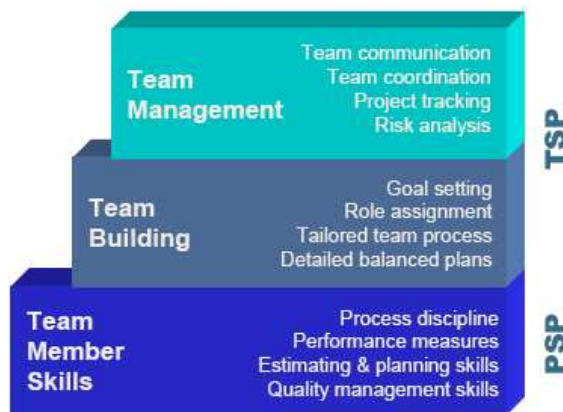 Team
Management
Team communication
Team coordination
Project tracking
Risk analysis
TSP
Team
Building
Goal setting
Role assignment
Tailored team process
Detailed balanced plans
Team
Member
Skills
Process discipline
Performance measures
Estimating & planning skills
Quality management skills
PSP